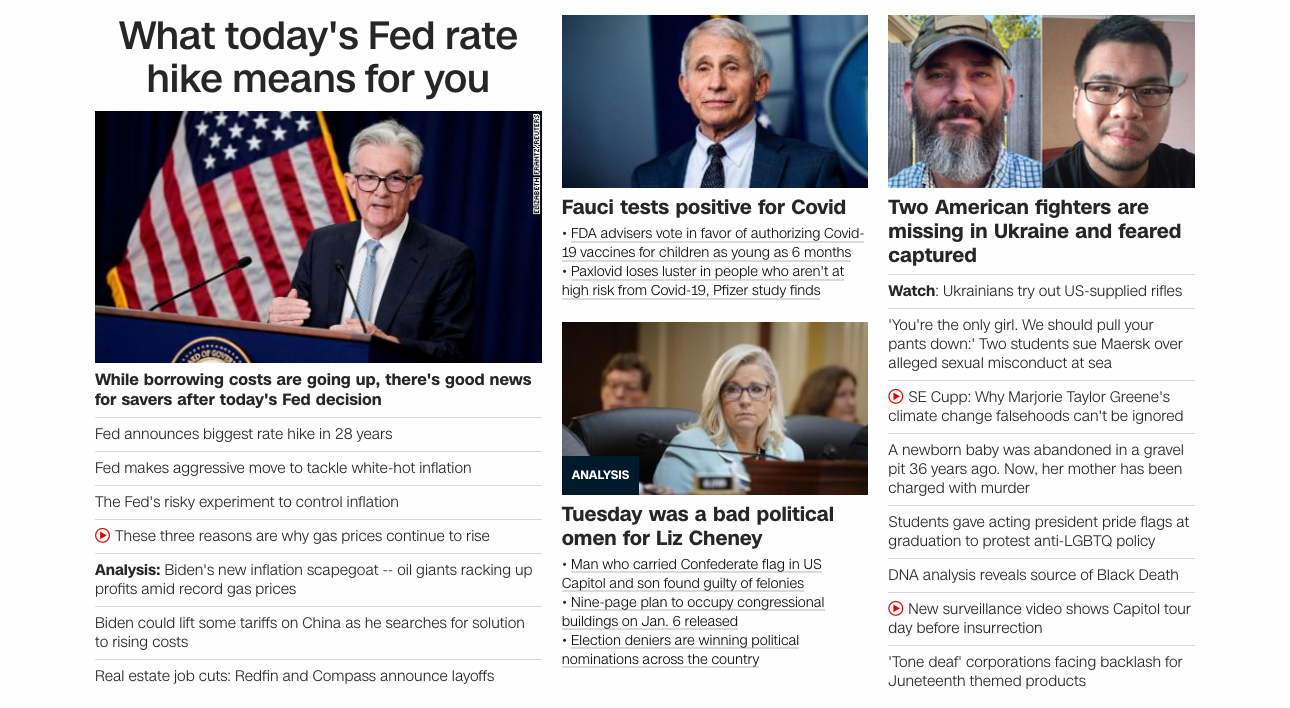 What today's Fed rate
hike means for you
ELIZABETH FRANTZ/REUTERS
While borrowing costs are going up, there's good news
for savers after today's Fed decision
Fed announces biggest rate hike in 28 years
Fed makes aggressive move to tackle white-hot inflation
The Fed's risky experiment to control inflation
These three reasons are why gas prices continue to rise
Analysis: Biden's new inflation scapegoat -- oil giants racking up
profits amid record gas prices
Biden could lift some tariffs on China as he searches for solution
to rising costs
Real estate job cuts: Redfin and Compass announce layoffs
Fauci tests positive for Covid
• FDA advisers vote in favor of authorizing Covid-
19 vaccines for children as young as 6 months
• Paxlovid loses luster in people who aren't at
high risk from Covid-19, Pfizer study finds
ANALYSIS
Tuesday was a bad political
omen for Liz Cheney
• Man who carried Confederate flag in US
Capitol and son found guilty of felonies
• Nine-page plan to occupy congressional
buildings on Jan. 6 released
• Election deniers are winning political
nominations across the country
Two American fighters are
missing in Ukraine and feared
captured
Watch: Ukrainians try out US-supplied rifles
'You're the only girl. We should pull your
pants down:' Two students sue Maersk over
alleged sexual misconduct at sea
SE Cupp: Why Marjorie Taylor Greene's
climate change falsehoods can't be ignored
A newborn baby was abandoned in a gravel
pit 36 years ago. Now, her mother has been
charged with murder
Students gave acting president pride flags at
graduation to protest anti-LGBTQ policy
DNA analysis reveals source of Black Death
New surveillance video shows Capitol tour
day before insurrection
'Tone deaf' corporations facing backlash for
Juneteenth themed products